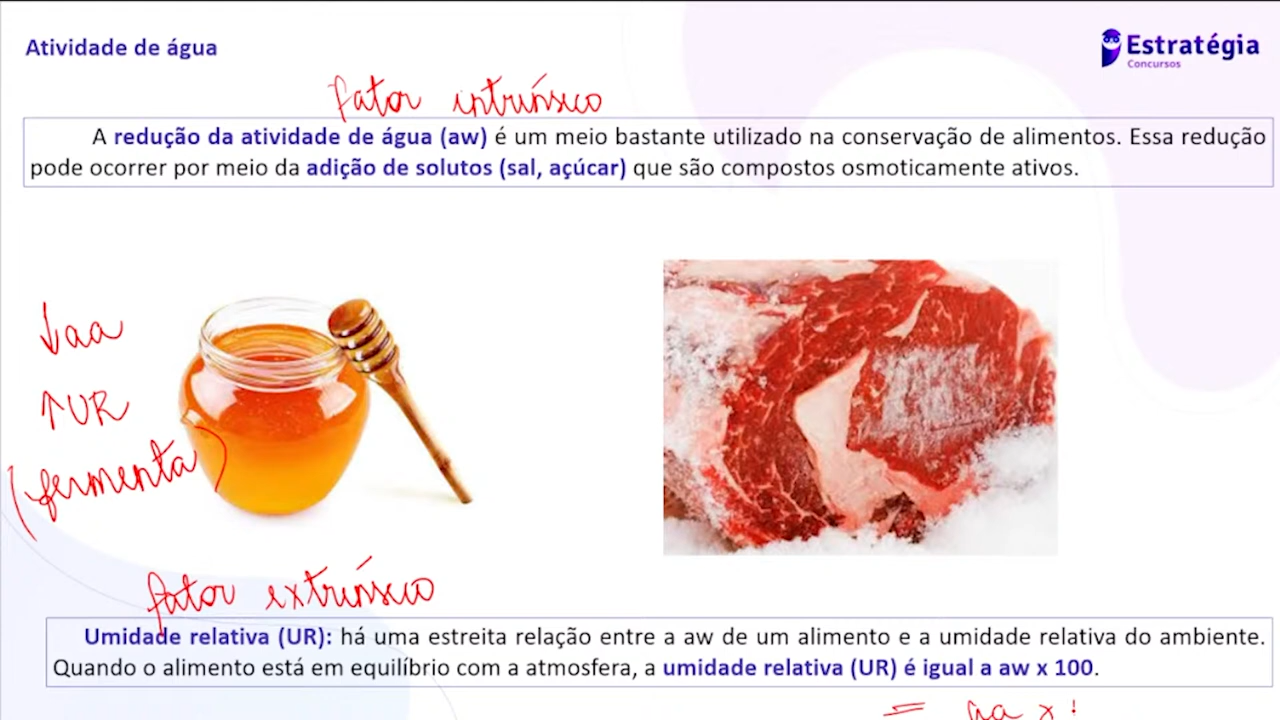 Atividade de água
Estratégia
Concursos
fator intrínseco
A redução da atividade de água (aw) é um meio bastante utilizado na conservação de alimentos. Essa redução
pode ocorrer por meio da adição de solutos (sal, açúcar) que são compostos osmoticamente ativos.
↓aa
↑UR
(fermenta)
fator extrínseco
Umidade relativa (UR): há uma estreita relação entre a aw de um alimento e a umidade relativa do ambiente.
Quando o alimento está em equilíbrio com a atmosfera, a umidade relativa (UR) é igual a aw x 100.
= aa x